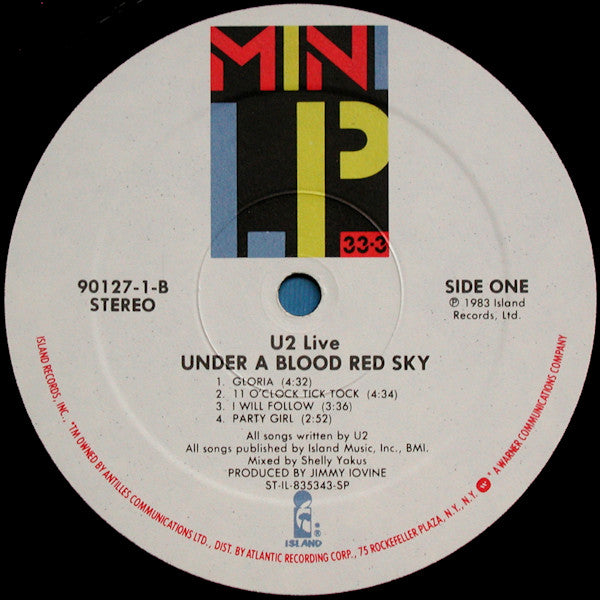 MINI
L.P.
33-3
90127-1-B
STEREO
SIDE ONE
℗ 1983 Island
Records, Ltd.
U2 Live
UNDER A BLOOD RED SKY
1. GLORIA (4:32)
2. 11 O'CLOCK TICK TOCK (4:34)
3. I WILL FOLLOW (3:36)
4. PARTY GIRL (2:52)
All songs written by U2
All songs published by Island Music, Inc., BMI.
Mixed by Shelly Yakus
PRODUCED BY JIMMY IOVINE
ST-IL-835343-SP
ISLAND
®
ISLAND RECORDS, INC., "TM OWNED BY ANTILLES COMMUNICATIONS LTD., DIST. BY ATLANTIC RECORDING CORP., 75 ROCKEFELLER PLAZA, N.Y., N.Y. W ® A WARNER COMMUNICATIONS COMPANY